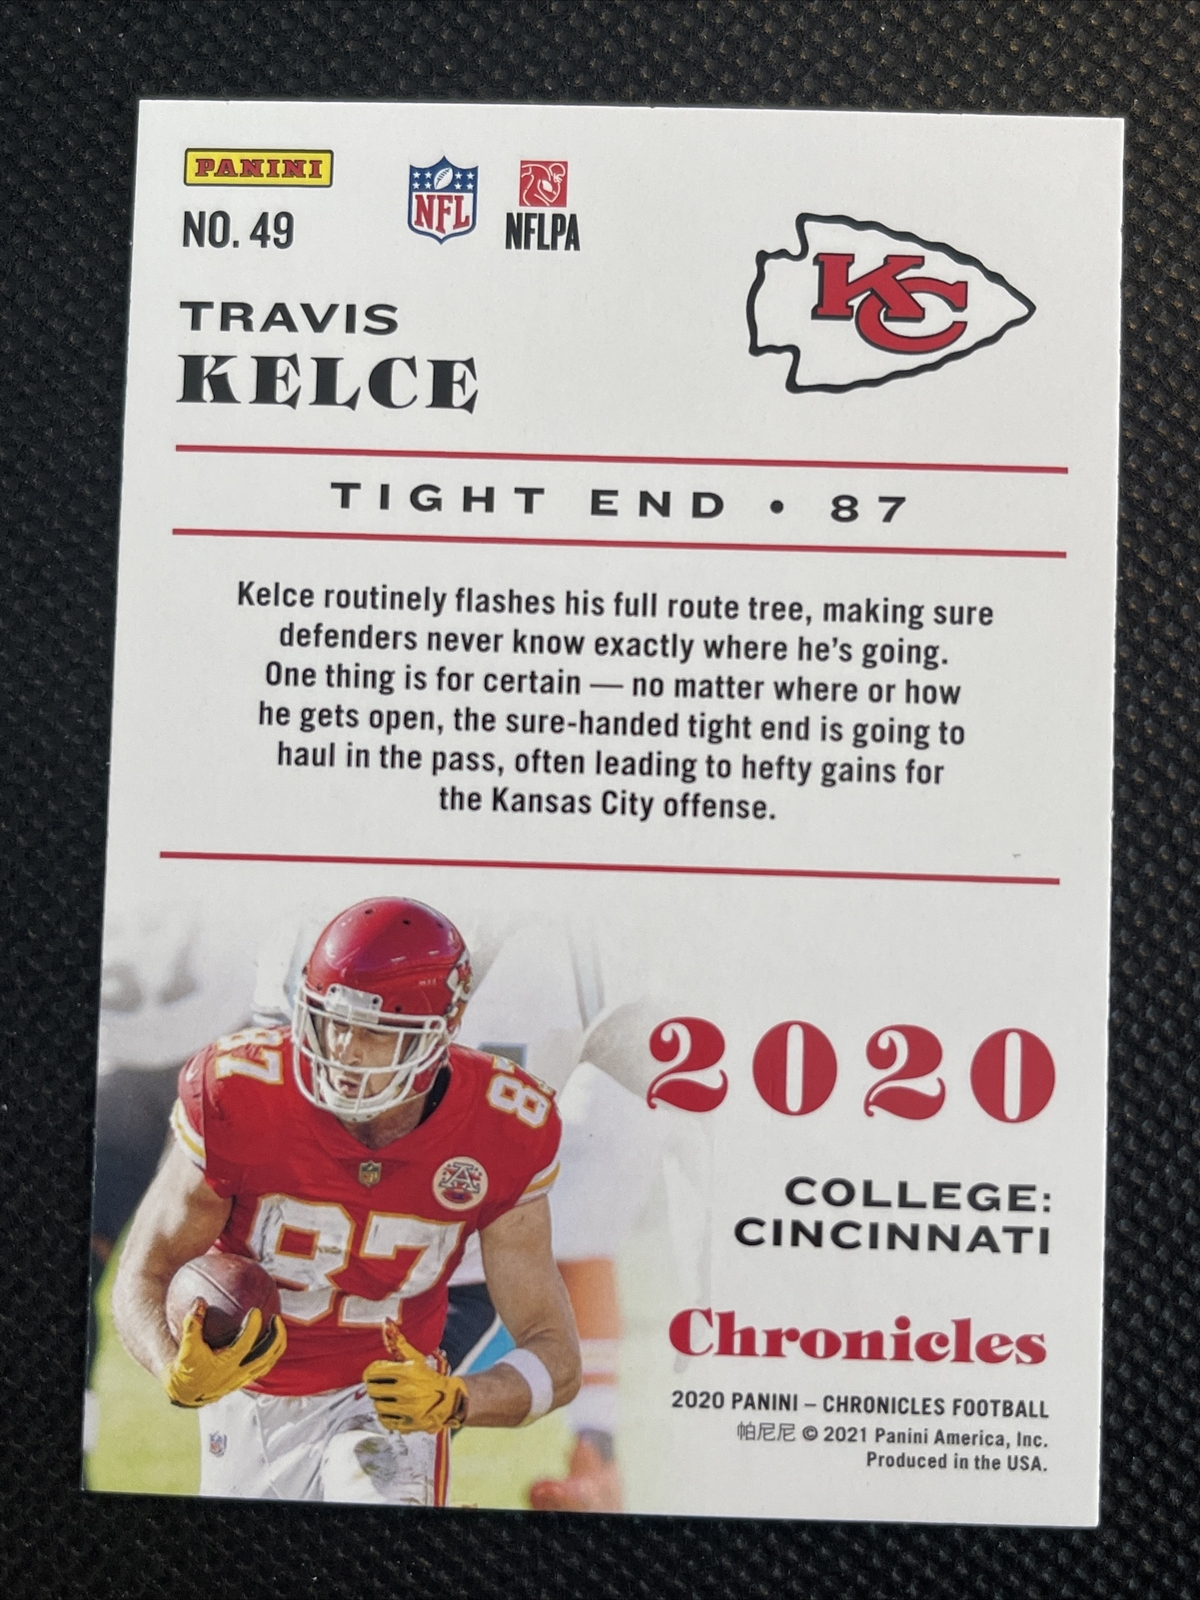 PANINI
NO. 49
NFL
NFLPA
KC
TRAVIS
KELCE
TIGHT END • 87
Kelce routinely flashes his full route tree, making sure
defenders never know exactly where he's going.
One thing is for certain — no matter where or how
he gets open, the sure-handed tight end is going to
haul in the pass, often leading to hefty gains for
the Kansas City offense.
87
87
87
2020
COLLEGE:
CINCINNATI
Chronicles
2020 PANINI – CHRONICLES FOOTBALL
帕尼尼 © 2021 Panini America, Inc.
Produced in the USA.